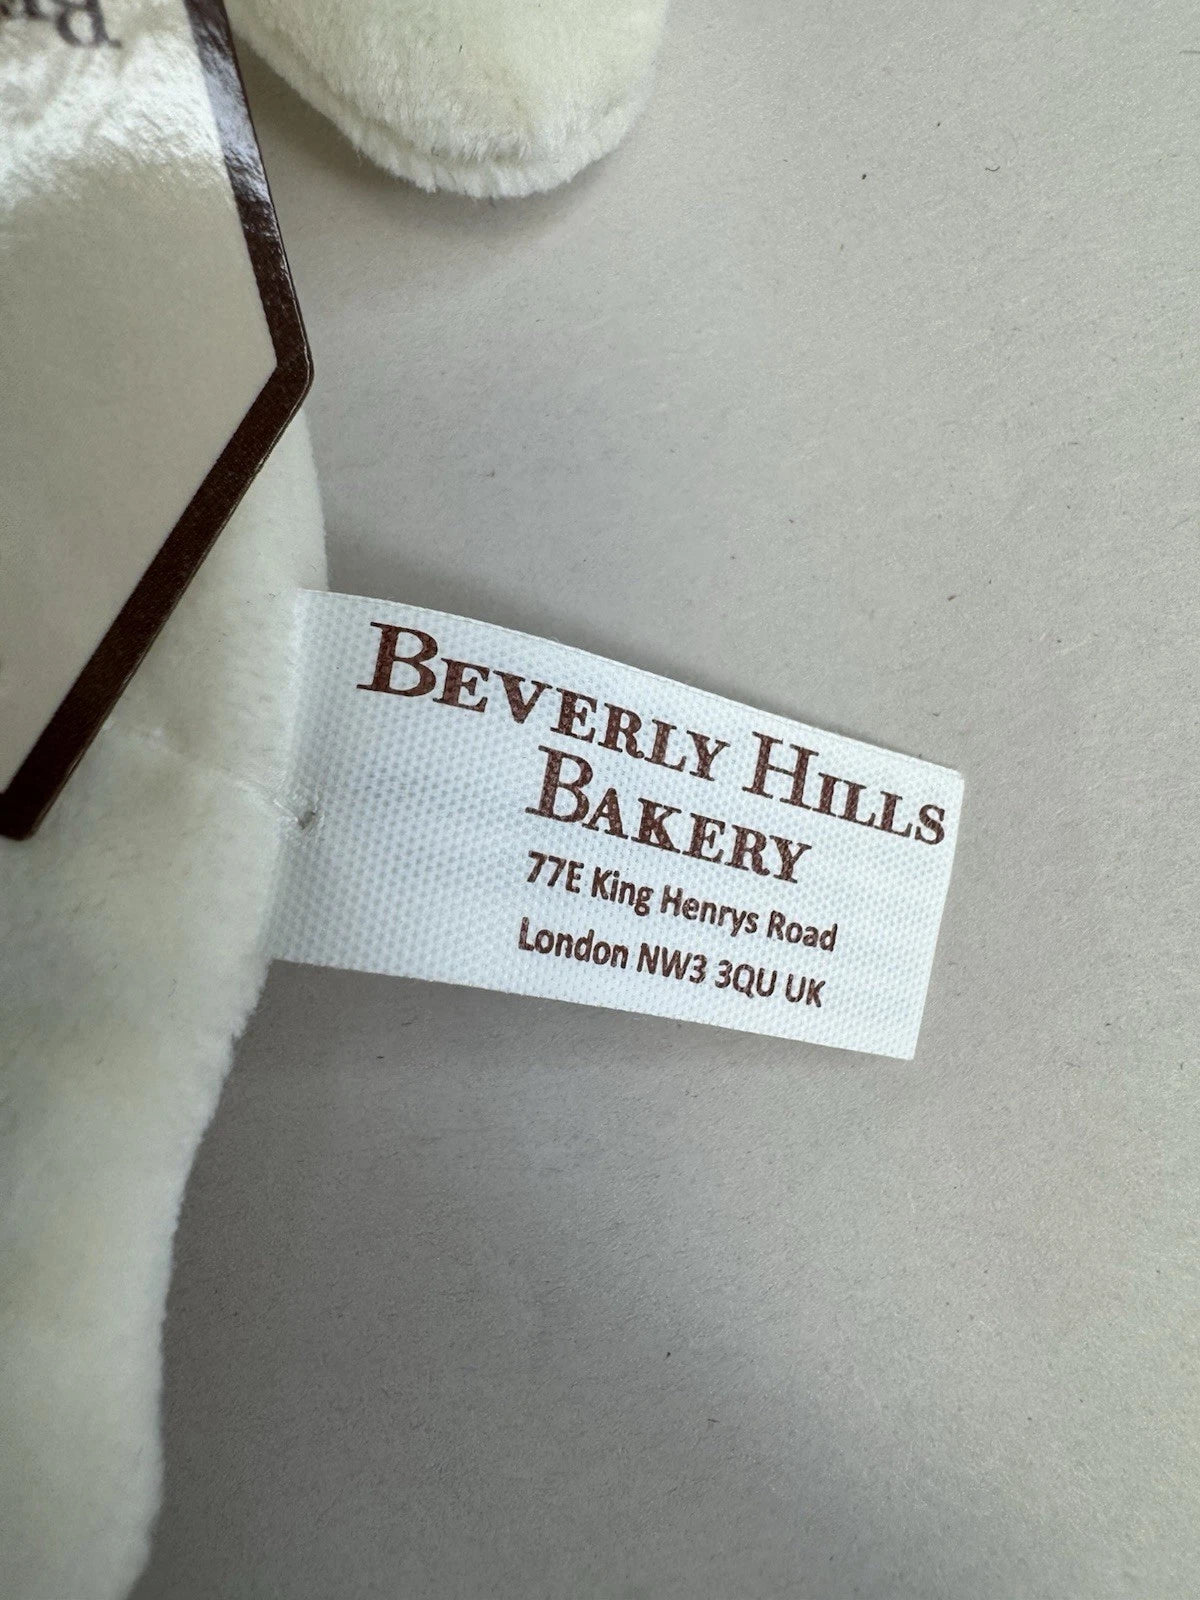 BEVERLY HILLS
BAKERY
77E King Henrys Road
London NW3 3QU UK